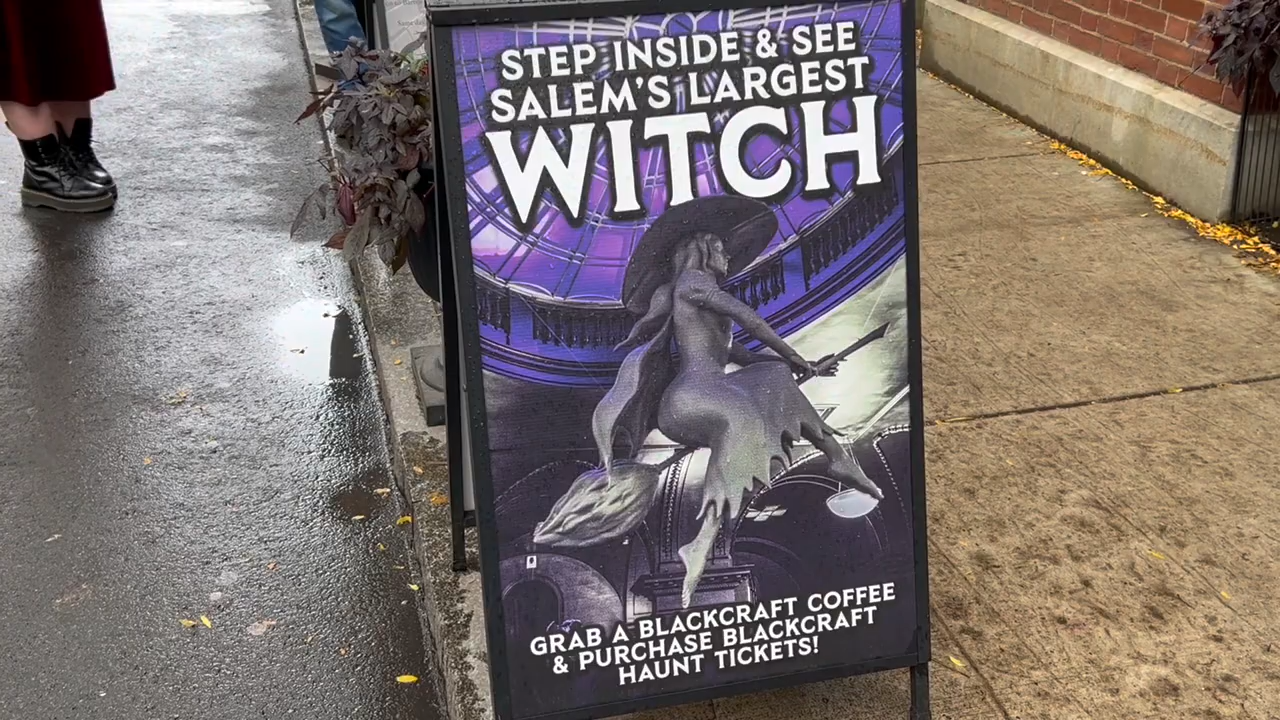 STEP INSIDE & SEE
SALEM'S LARGEST
WITCH
GRAB A BLACKCRAFT COFFEE
& PURCHASE BLACKCRAFT
HAUNT TICKETS!